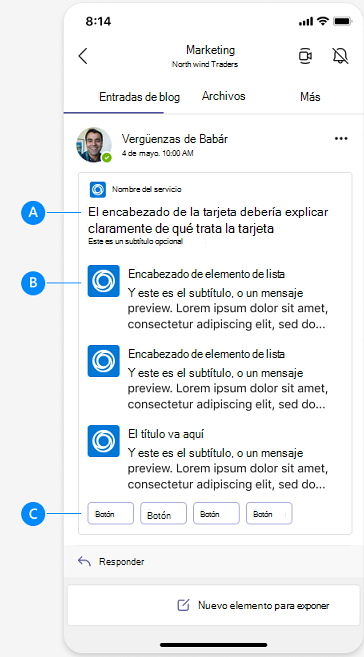 8:14
Marketing
North wind Traders
Entradas de blog
Archivos
Más
Vergüenzas de Babár
4 de mayo. 10:00 AM
Nombre del servicio
A
El encabezado de la tarjeta debería explicar
claramente de qué trata la tarjeta
Este es un subtítulo opcional
B
Encabezado de elemento de lista
Y este es el subtítulo, o un mensaje
preview. Lorem ipsum dolor sit amet,
consectetur adipiscing elit, sed do...
Encabezado de elemento de lista
Y este es el subtítulo, o un mensaje
preview. Lorem ipsum dolor sit amet,
consectetur adipiscing elit, sed do...
El título va aquí
Y este es el subtítulo, o un mensaje
preview. Lorem ipsum dolor sit amet,
consectetur adipiscing elit, sed do...
C
Botón
Botón
Botón
Botón
Responder
Nuevo elemento para exponer